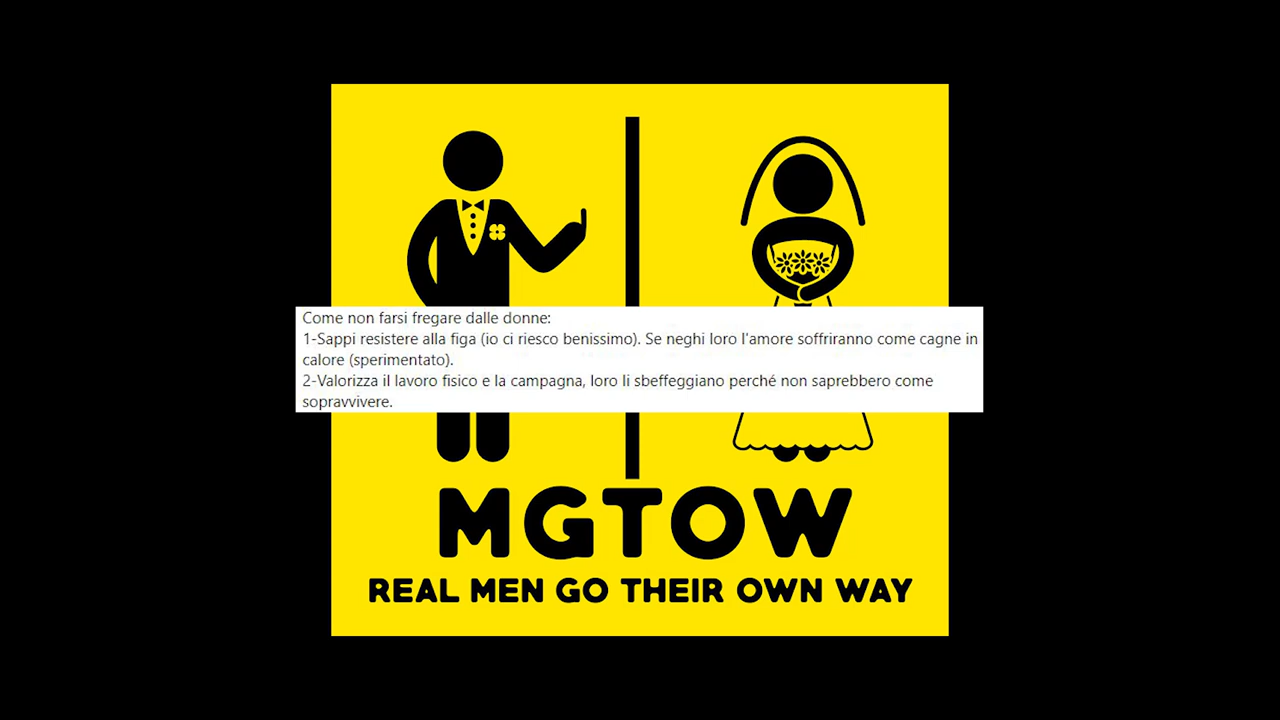 Come non farsi fregare dalle donne:
1-Sappi resistere alla figa (io ci riesco benissimo). Se neghi loro l'amore soffriranno come cagne in
calore (sperimentato).
2-Valorizza il lavoro fisico e la campagna, loro li sbeffeggiano perché non saprebbero come
sopravvivere.
MGTOW
REAL MEN GO THEIR OWN WAY